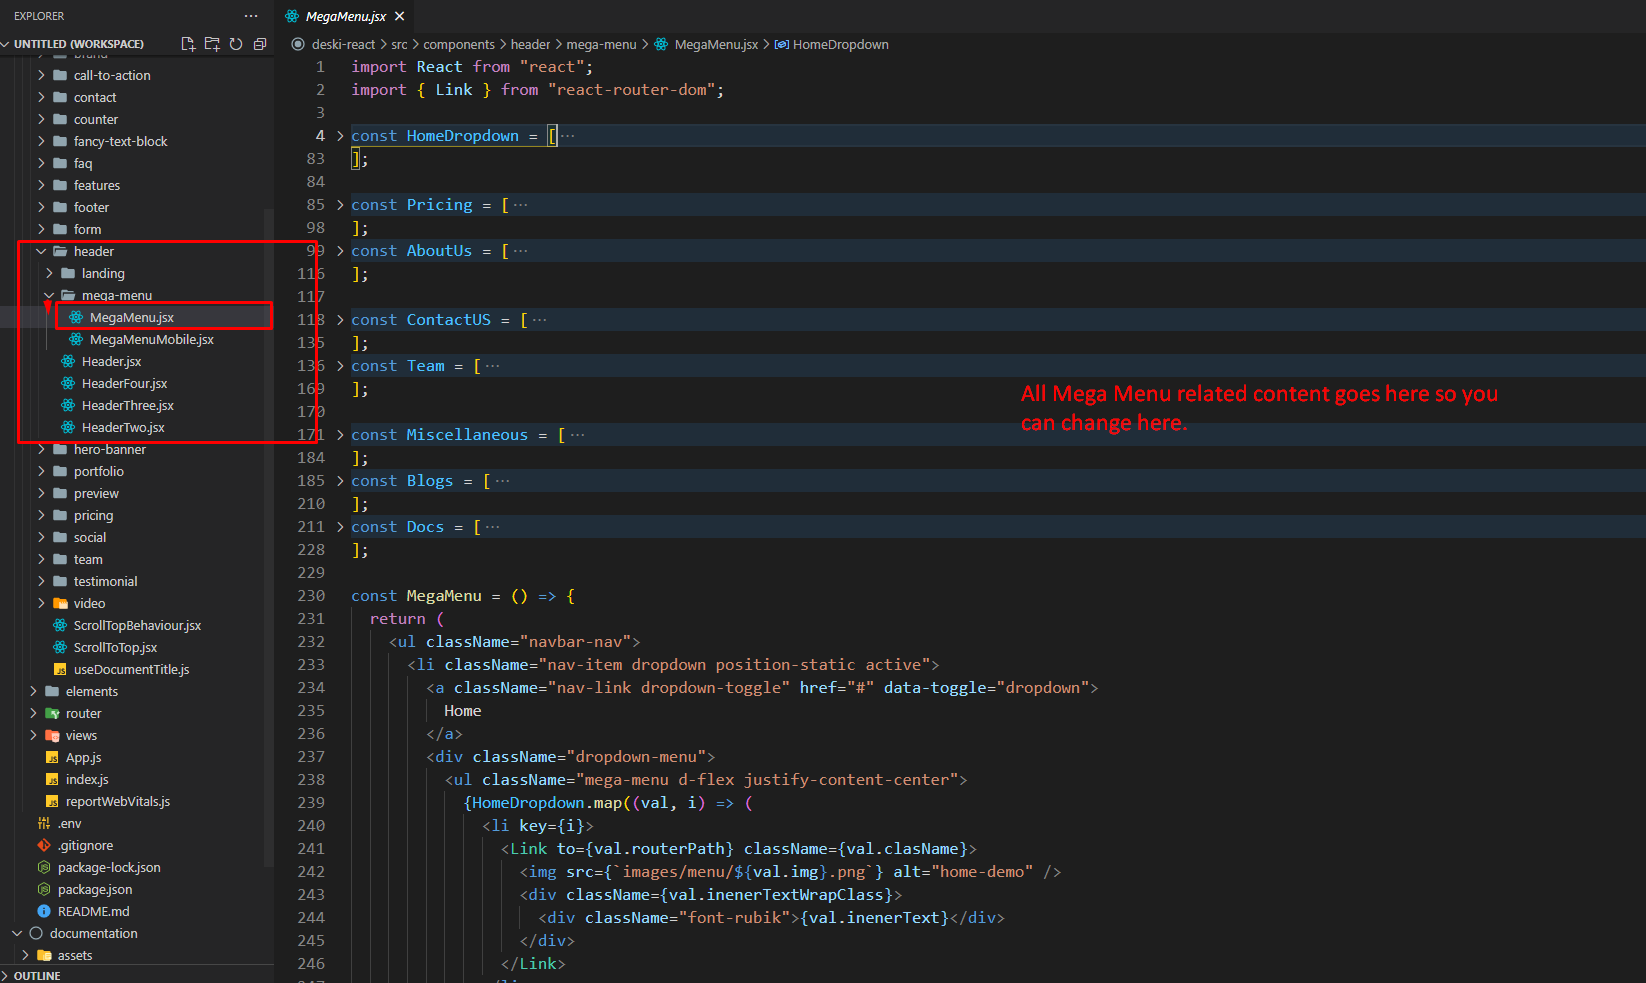 EXPLORER
···
UNTITLED (WORKSPACE)
brand
call-to-action
contact
counter
fancy-text-block
faq
features
footer
form
header
landing
mega-menu
MegaMenu.jsx
MegaMenuMobile.jsx
Header.jsx
HeaderFour.jsx
HeaderThree.jsx
HeaderTwo.jsx
hero-banner
portfolio
preview
pricing
social
team
testimonial
video
ScrollTopBehaviour.jsx
ScrollToTop.jsx
useDocumentTitle.js
elements
router
views
App.js
index.js
reportWebVitals.js
.env
.gitignore
package-lock.json
package.json
README.md
documentation
assets
OUTLINE
MegaMenu.jsx
deski-react > src > components > header > mega-menu > MegaMenu.jsx > HomeDropdown
1 import React from "react";
2 import { Link } from "react-router-dom";
3
4 const HomeDropdown = [ ···
83 ];
84
85 const Pricing = [ ···
98 ];
99 const AboutUs = [ ···
116 ];
117
118 const ContactUS = [ ···
135 ];
136 const Team = [ ···
169 ];
170
171 const Miscellaneous = [ ···
184 ];
185 const Blogs = [ ···
210 ];
211 const Docs = [ ···
228 ];
229
230 const MegaMenu = () => {
231 return (
232 <ul className="navbar-nav">
233 <li className="nav-item dropdown position-static active">
234 <a className="nav-link dropdown-toggle" href="#" data-toggle="dropdown">
235 Home
236 </a>
237 <div className="dropdown-menu">
238 <ul className="mega-menu d-flex justify-content-center">
239 {HomeDropdown.map((val, i) => (
240 <li key={i}>
241 <Link to={val.routerPath} className={val.clasName}>
242 <img src={`images/menu/${val.img}.png`} alt="home-demo" />
243 <div className={val.inenerTextWrapClass}>
244 <div className="font-rubik">{val.inenerText}</div>
245 </div>
246 </Link>
All Mega Menu related content goes here so you
can change here.